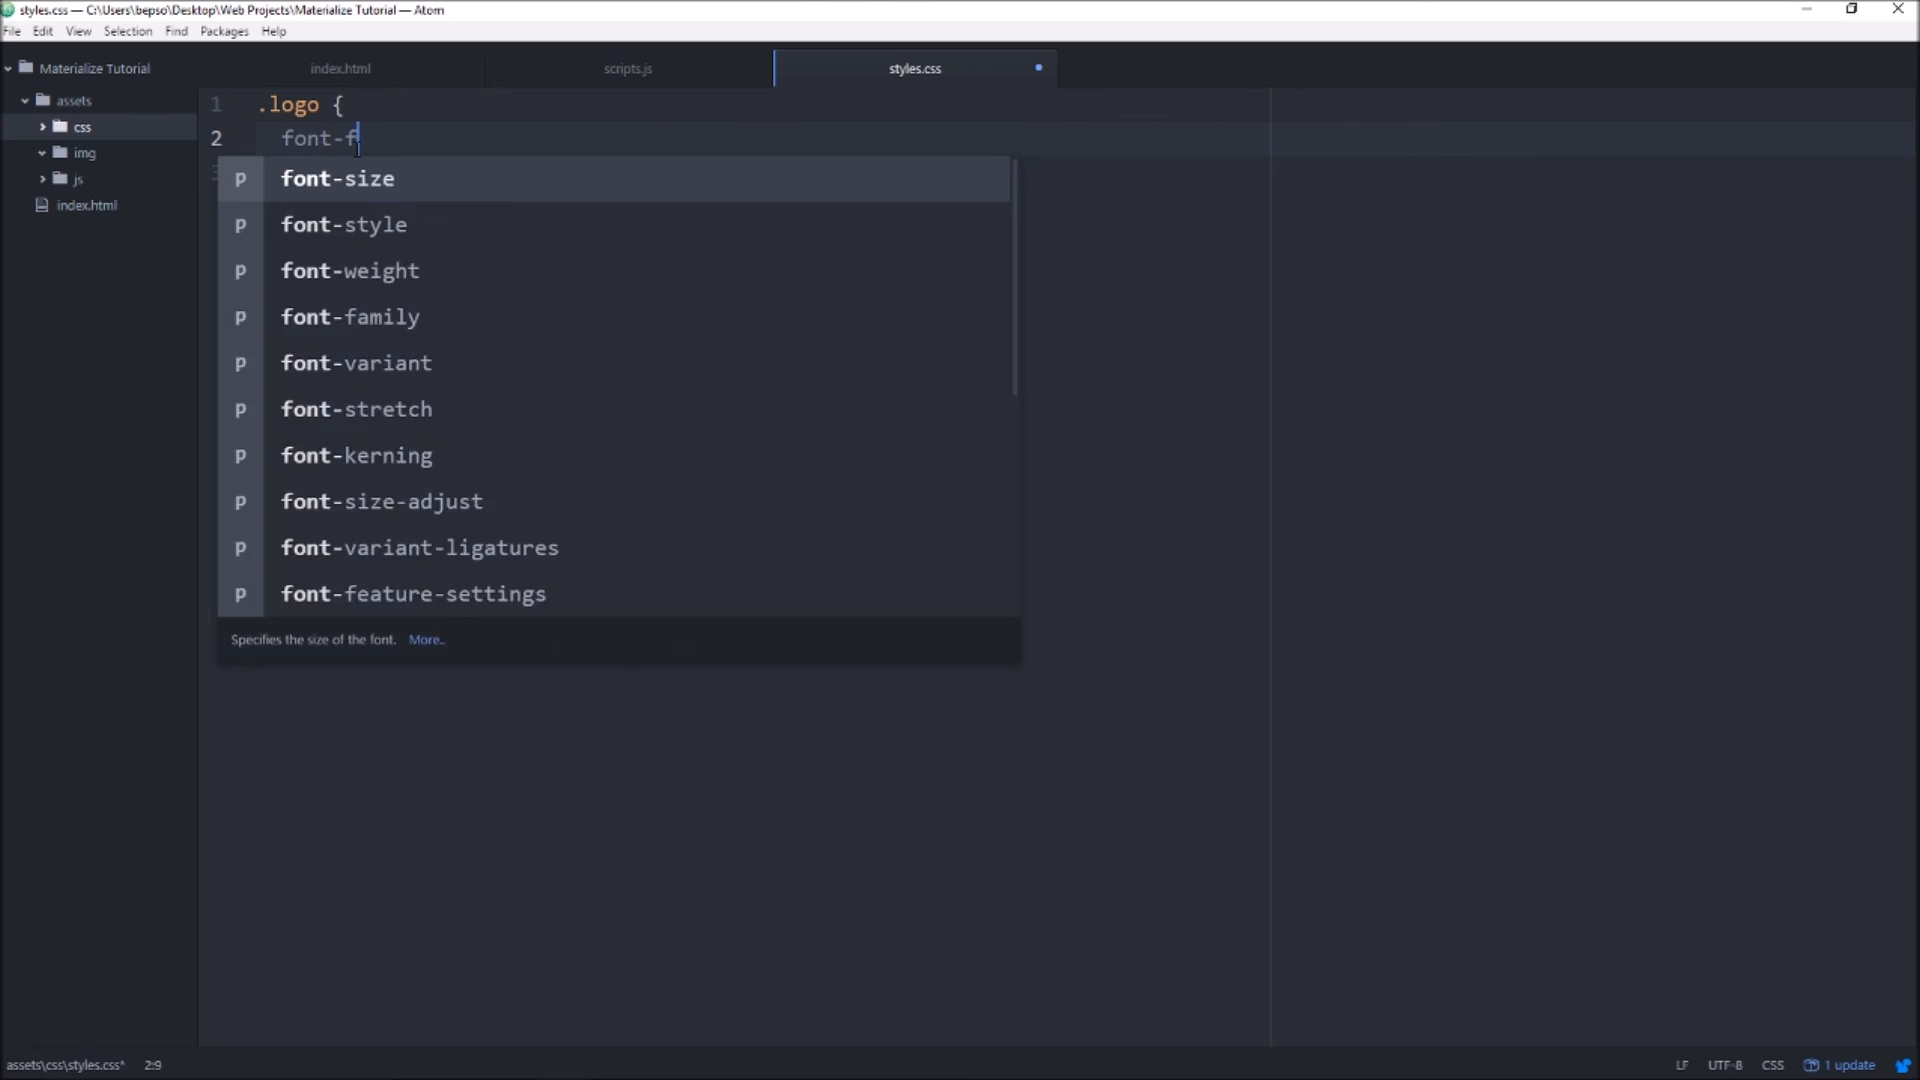 styles.css — C:\Users\bepso\Desktop\Web Projects\Materialize Tutorial — Atom
File Edit View Selection Find Packages Help
Materialize Tutorial
assets
css
img
js
index.html
index.html scripts.js styles.css
1 .logo {
2 font-f
p font-size
p font-style
p font-weight
p font-family
p font-variant
p font-stretch
p font-kerning
p font-size-adjust
p font-variant-ligatures
p font-feature-settings
Specifies the size of the font. More..
assets\css\styles.css* 2:9 LF UTF-8 CSS 1 update